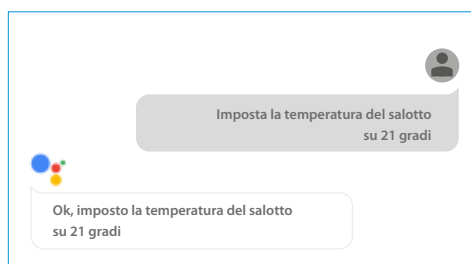 Imposta la temperatura del salotto
su 21 gradi
Ok, imposto la temperatura del salotto
su 21 gradi